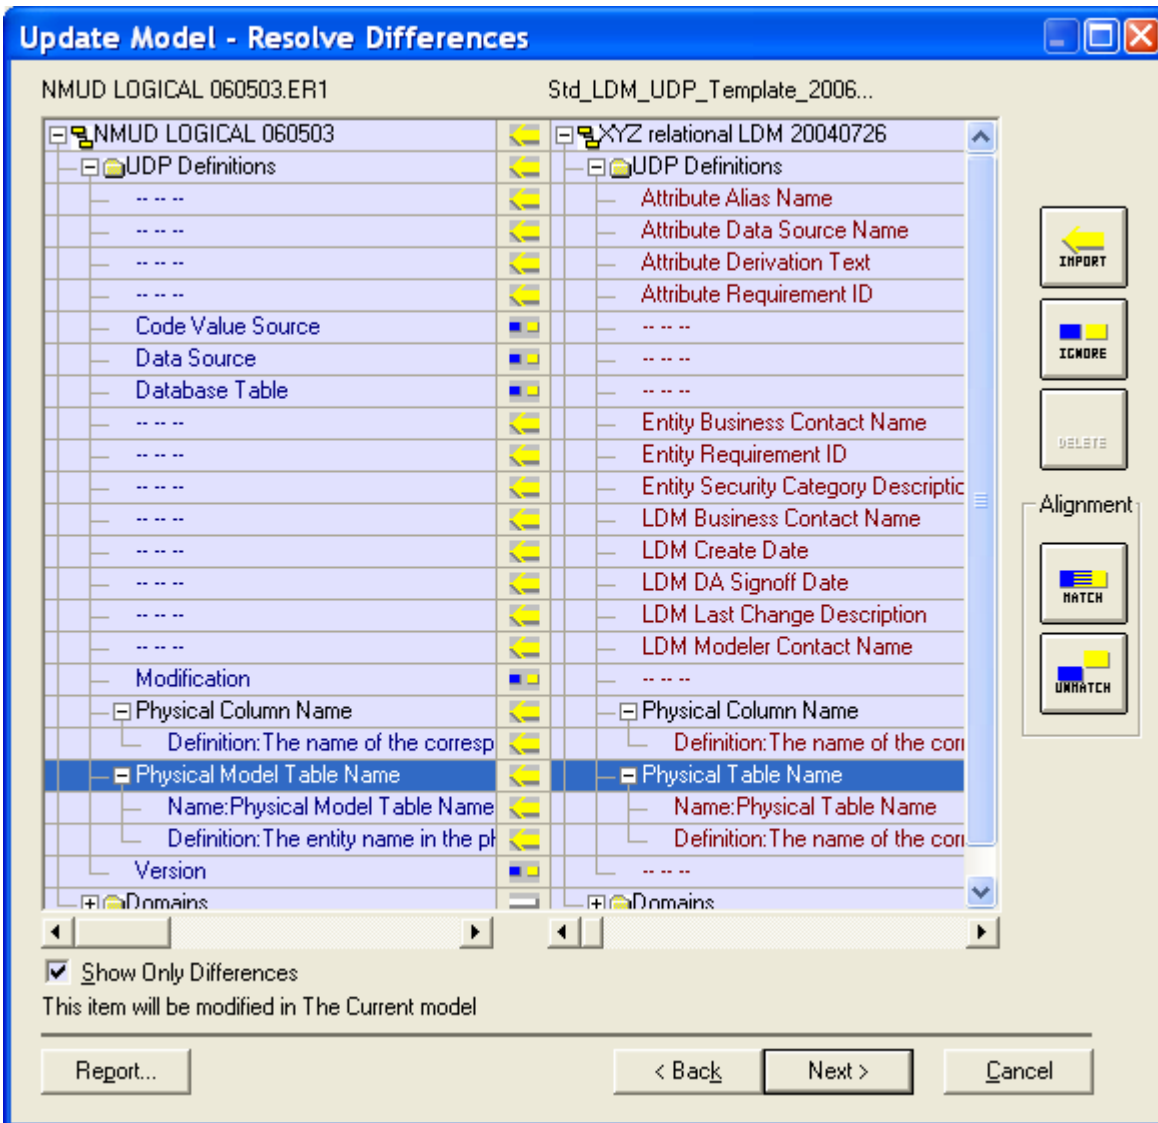 Update Model - Resolve Differences
NMUD LOGICAL 060503.ER1 Std_LDM_UDP_Template_2006...
NMUD LOGICAL 060503 XYZ relational LDM 20040726
UDP Definitions UDP Definitions
-- -- -- Attribute Alias Name
-- -- -- Attribute Data Source Name
-- -- -- Attribute Derivation Text
-- -- -- Attribute Requirement ID
Code Value Source -- -- --
Data Source -- -- --
Database Table -- -- --
-- -- -- Entity Business Contact Name
-- -- -- Entity Requirement ID
-- -- -- Entity Security Category Descriptic
-- -- -- LDM Business Contact Name
-- -- -- LDM Create Date
-- -- -- LDM DA Signoff Date
-- -- -- LDM Last Change Description
-- -- -- LDM Modeler Contact Name
Modification -- -- --
Physical Column Name Physical Column Name
Definition:The name of the corresp Definition:The name of the corr
Physical Model Table Name Physical Table Name
Name:Physical Model Table Name Name:Physical Table Name
Definition:The entity name in the ph Definition:The name of the corr
Version -- -- --
Domains Domains
IMPORT
IGNORE
DELETE
Alignment
MATCH
UNMATCH
Show Only Differences
This item will be modified in The Current model
Report... < Back Next > Cancel